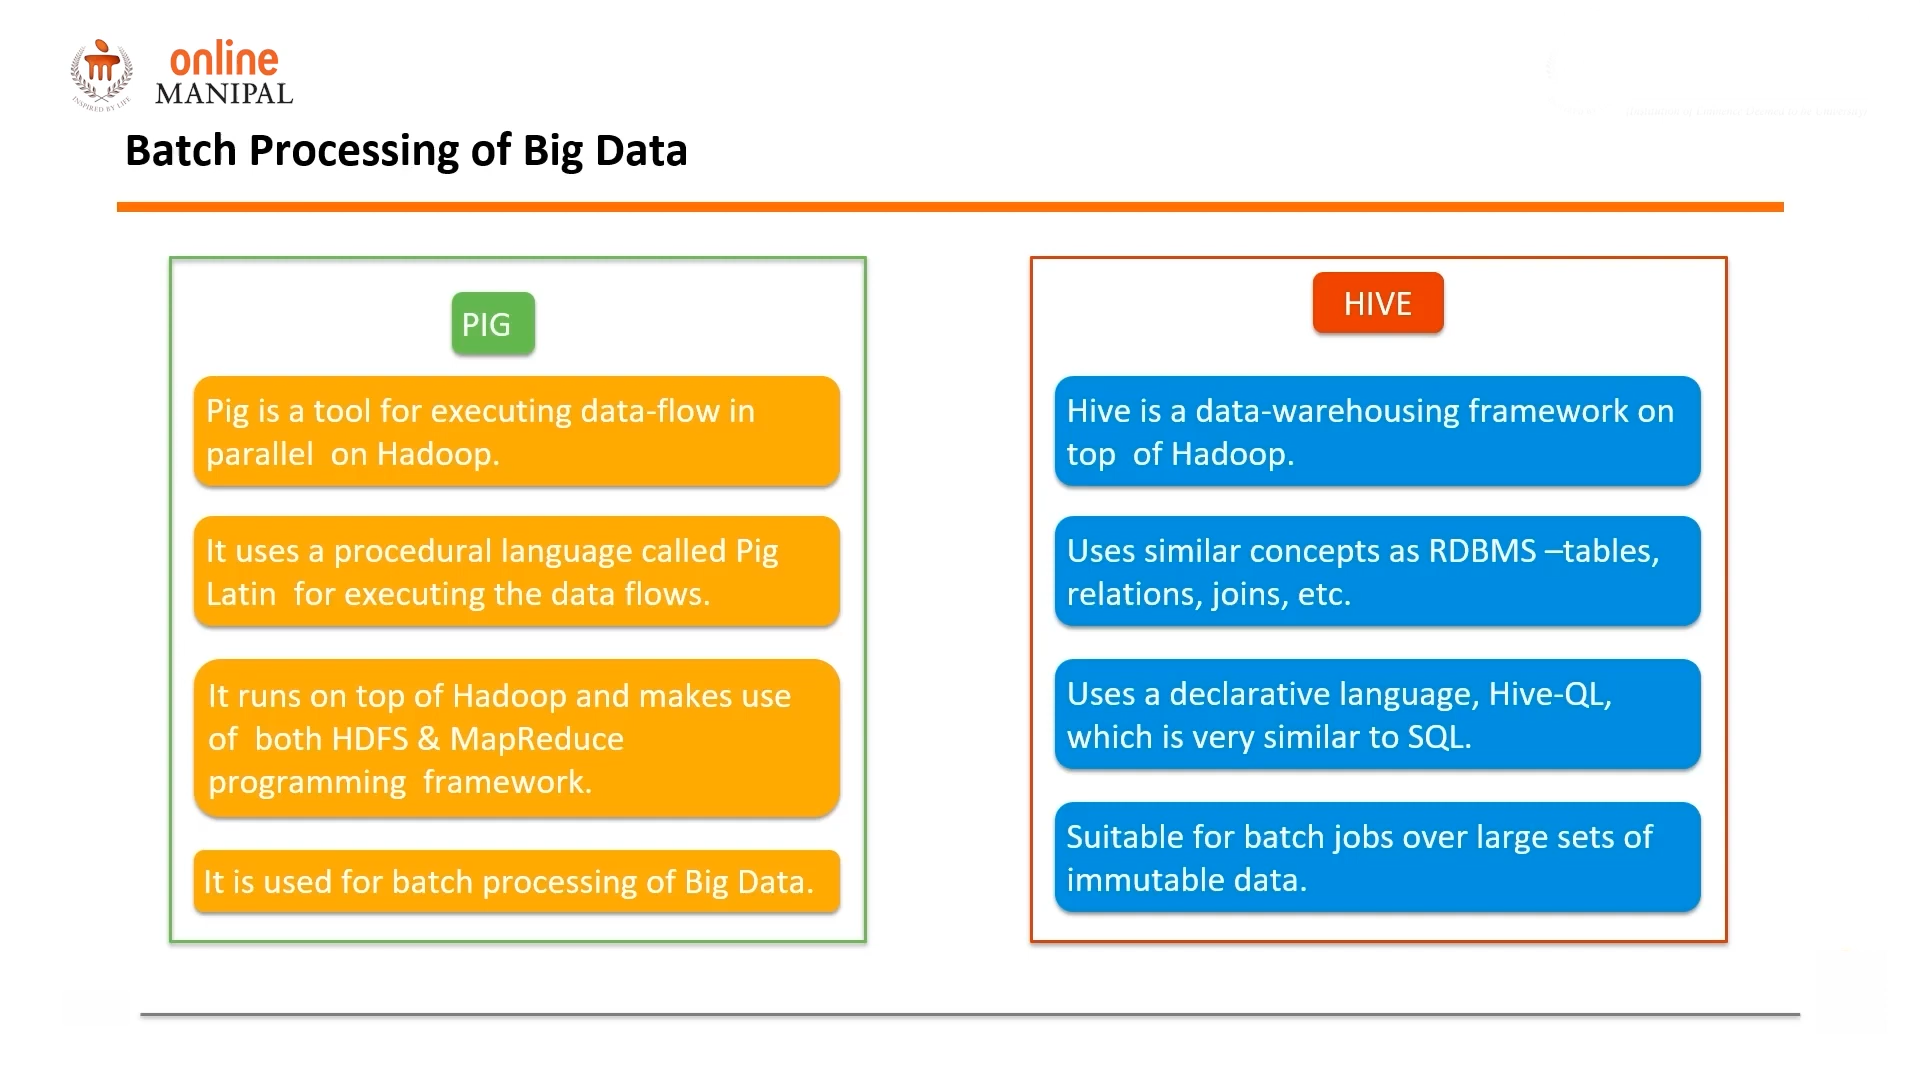 online
MANIPAL
INSPIRED BY LIFE
Batch Processing of Big Data
PIG
Pig is a tool for executing data-flow in
parallel on Hadoop.
It uses a procedural language called Pig
Latin for executing the data flows.
It runs on top of Hadoop and makes use
of both HDFS & MapReduce
programming framework.
It is used for batch processing of Big Data.
HIVE
Hive is a data-warehousing framework on
top of Hadoop.
Uses similar concepts as RDBMS –tables,
relations, joins, etc.
Uses a declarative language, Hive-QL,
which is very similar to SQL.
Suitable for batch jobs over large sets of
immutable data.